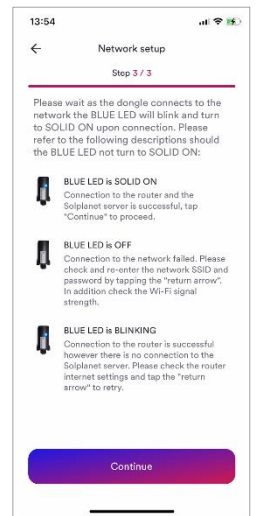 13:54
Network setup
Step 3 / 3
Please wait as the dongle connects to the
network the BLUE LED will blink and turn
to SOLID ON upon connection. Please
refer to the following descriptions should
the BLUE LED not turn to SOLID ON:
BLUE LED is SOLID ON
Connection to the router and the
Solplanet server is successful, tap
"Continue" to proceed.
BLUE LED is OFF
Connection to the network failed. Please
check and re-enter the network SSID and
password by tapping the "return arrow".
In addition check the Wi-Fi signal
strength.
BLUE LED is BLINKING
Connection to the router is successful
however there is no connection to the
Solplanet server. Please check the router
internet settings and tap the "return
arrow" to retry.
Continue